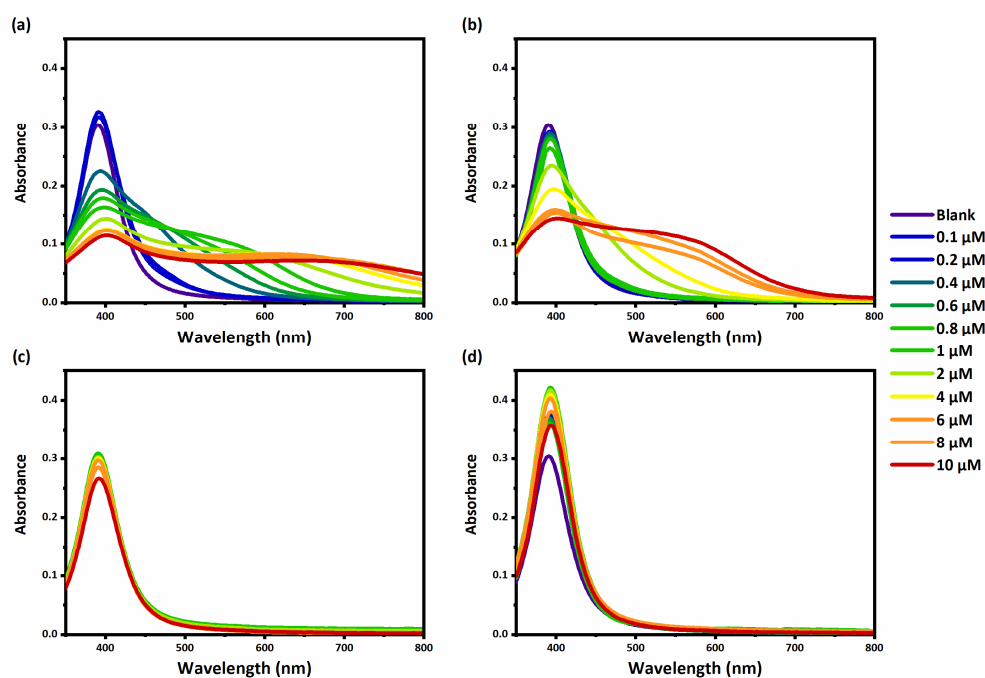 (a)
Absorbance
0.4
0.3
0.2
0.1
0.0
400 500 600 700 800
Wavelength (nm)
(b)
Absorbance
0.4
0.3
0.2
0.1
0.0
400 500 600 700 800
Wavelength (nm)
(c)
Absorbance
0.4
0.3
0.2
0.1
0.0
400 500 600 700 800
Wavelength (nm)
(d)
Absorbance
0.4
0.3
0.2
0.1
0.0
400 500 600 700 800
Wavelength (nm)
Blank
0.1 µM
0.2 µM
0.4 µM
0.6 µM
0.8 µM
1 µM
2 µM
4 µM
6 µM
8 µM
10 µM